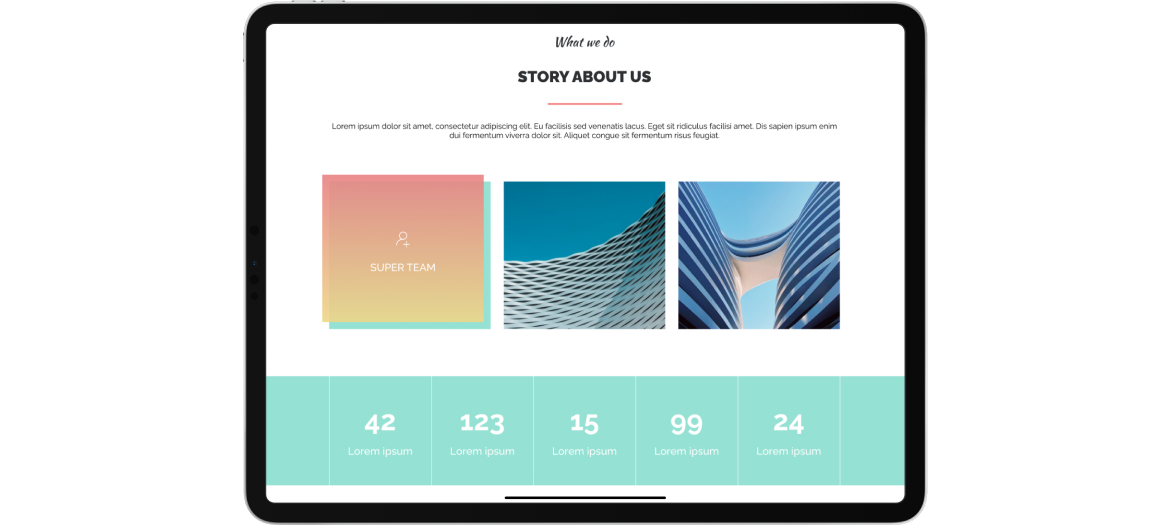 What we do
STORY ABOUT US
Lorem ipsum dolor sit amet, consectetur adipiscing elit. Eu facilisis sed venenatis lacus. Eget sit ridiculus facilisi amet. Dis sapien ipsum enim
dui fermentum viverra dolor sit. Aliquet congue sit fermentum risus feugiat.
SUPER TEAM
42 123 15 99 24
Lorem ipsum Lorem ipsum Lorem ipsum Lorem ipsum Lorem ipsum